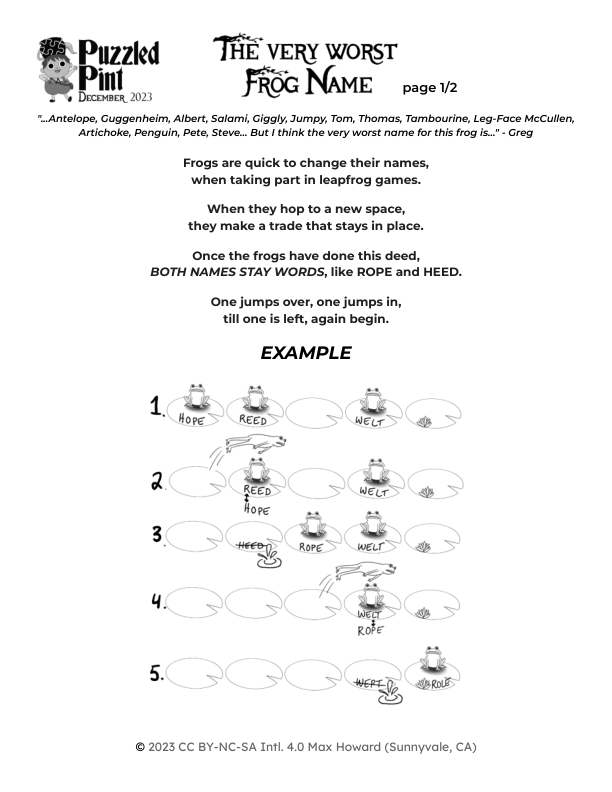 Puzzled
Pint
DECEMBER 2023
THE VERY WORST
FROG NAME
page 1/2
"...Antelope, Guggenheim, Albert, Salami, Giggly, Jumpy, Tom, Thomas, Tambourine, Leg-Face McCullen,
Artichoke, Penguin, Pete, Steve... But I think the very worst name for this frog is..." - Greg
Frogs are quick to change their names,
when taking part in leapfrog games.
When they hop to a new space,
they make a trade that stays in place.
Once the frogs have done this deed,
BOTH NAMES STAY WORDS, like ROPE and HEED.
One jumps over, one jumps in,
till one is left, again begin.
EXAMPLE
1. HOPE REED WELT
2. REED WELT
HOPE
3. HEED ROPE WELT
4. WELT
ROPE
5. WEPT ROLE
© 2023 CC BY-NC-SA Intl. 4.0 Max Howard (Sunnyvale, CA)